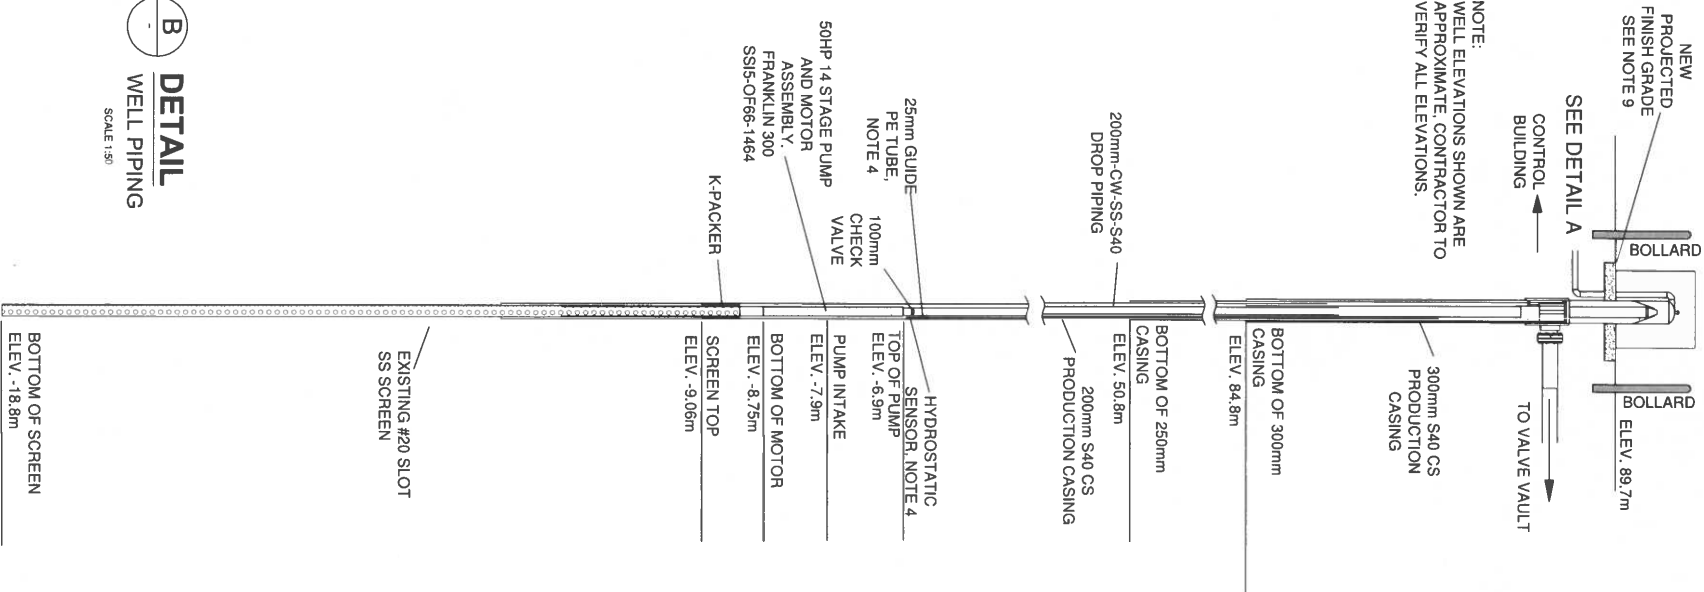 NEW
PROJECTED
FINISH GRADE
SEE NOTE 9
BOLLARD
BOLLARD
ELEV. 89.7m
SEE DETAIL A
CONTROL
BUILDING
TO VALVE VAULT
NOTE:
WELL ELEVATIONS SHOWN ARE
APPROXIMATE, CONTRACTOR TO
VERIFY ALL ELEVATIONS.
300mm S40 CS
PRODUCTION
CASING
BOTTOM OF 300mm
CASING
ELEV. 84.8m
BOTTOM OF 250mm
CASING
ELEV. 50.8m
200mm-CW-SS-S40
DROP PIPING
200mm S40 CS
PRODUCTION CASING
25mm GUIDE
PE TUBE,
NOTE 4
HYDROSTATIC
SENSOR, NOTE 4
100mm
CHECK
VALVE
TOP OF PUMP
ELEV. -6.9m
50HP 14 STAGE PUMP
AND MOTOR
ASSEMBLY.
FRANKLIN 300
SSI5-OF66-1464
PUMP INTAKE
ELEV. -7.9m
BOTTOM OF MOTOR
ELEV. -8.75m
K-PACKER
SCREEN TOP
ELEV. -9.06m
EXISTING #20 SLOT
SS SCREEN
BOTTOM OF SCREEN
ELEV. -18.8m
B
-
DETAIL
WELL PIPING
SCALE 1:50